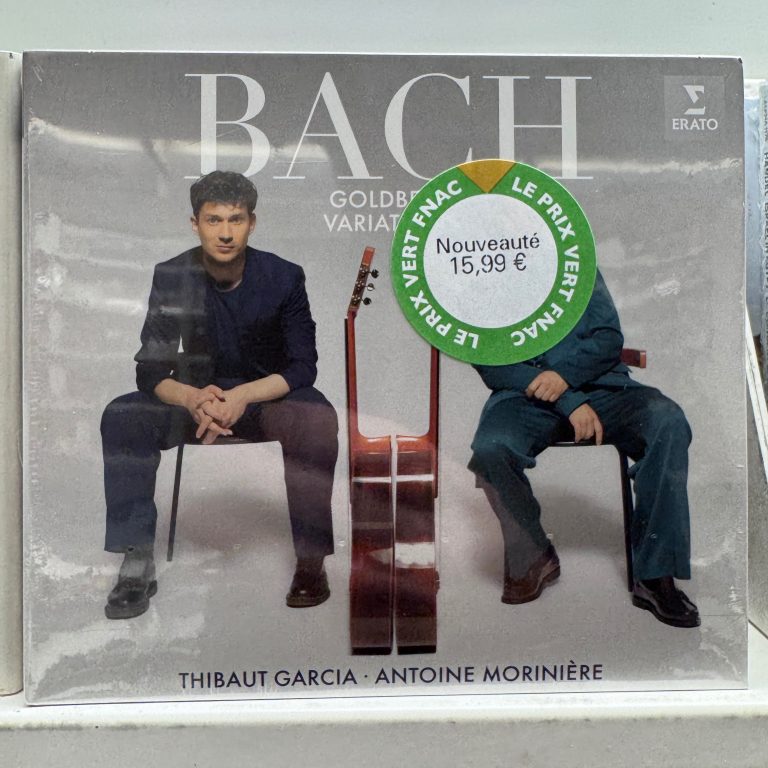 BACH
ERATO
GOLDBE
VARIAT
LE PRIX VERT FNAC
LE PRIX VERT FNAC
Nouveauté
15,99 €
THIBAUT GARCIA · ANTOINE MORINIÈRE